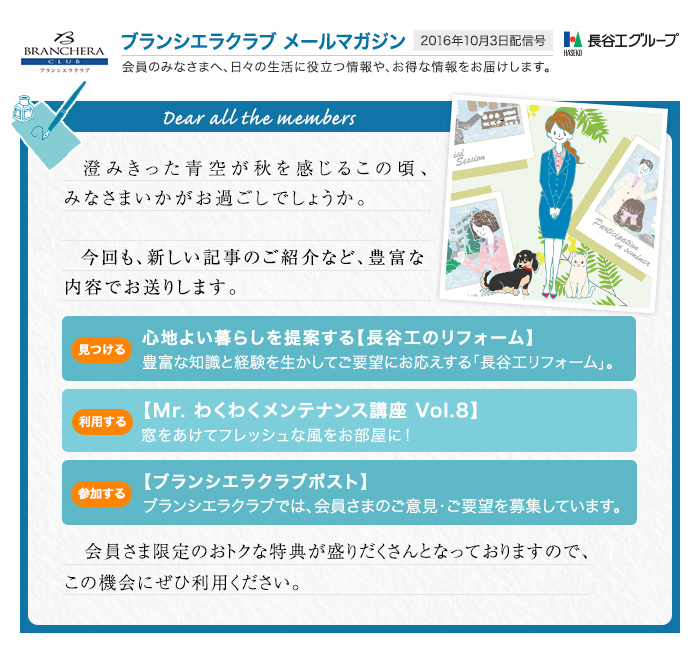 B
BRANCHERA
CLUB
ブランシエラクラブ
ブランシエラクラブ メールマガジン
2016年10月3日配信号
HASEKO
長谷工グループ
会員のみなさまへ、日々の生活に役立つ情報や、お得な情報をお届けします。
Dear all the members
澄みきった青空が秋を感じるこの頃、
みなさまいかがお過ごしでしょうか。
今回も、新しい記事のご紹介など、豊富な
内容でお送りします。
Session
Participation
in seminar
見つける
心地よい暮らしを提案する【長谷工のリフォーム】
豊富な知識と経験を生かしてご要望にお応えする「長谷工リフォーム」。
利用する
【Mr. わくわくメンテナンス講座 Vol.8】
窓をあけてフレッシュな風をお部屋に！
参加する
【ブランシエラクラブポスト】
ブランシエラクラブでは、会員さまのご意見・ご要望を募集しています。
会員さま限定のおトクな特典が盛りだくさんとなっておりますので、
この機会にぜひ利用ください。